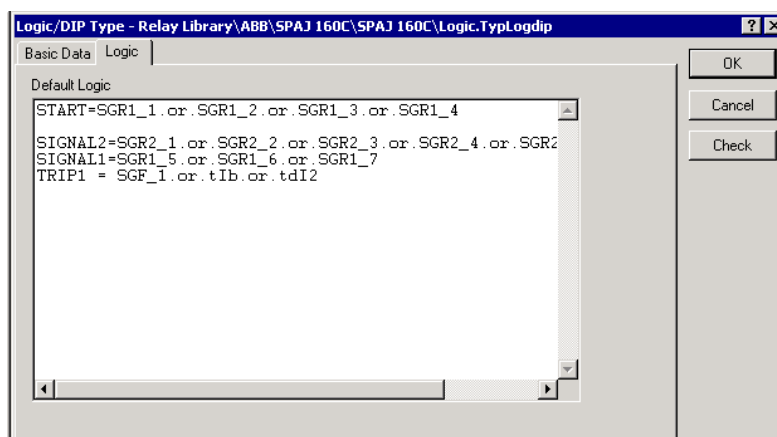 Logic/DIP Type - Relay Library\ABB\SPAJ 160C\SPAJ 160C\Logic.TypLogdip
Basic Data Logic
OK
Default Logic
START=SGR1_1.or.SGR1_2.or.SGR1_3.or.SGR1_4
Cancel
SIGNAL2=SGR2_1.or.SGR2_2.or.SGR2_3.or.SGR2_4.or.SGR2
Check
SIGNAL1=SGR1_5.or.SGR1_6.or.SGR1_7
TRIP1 = SGF_1.or.tIb.or.tdI2